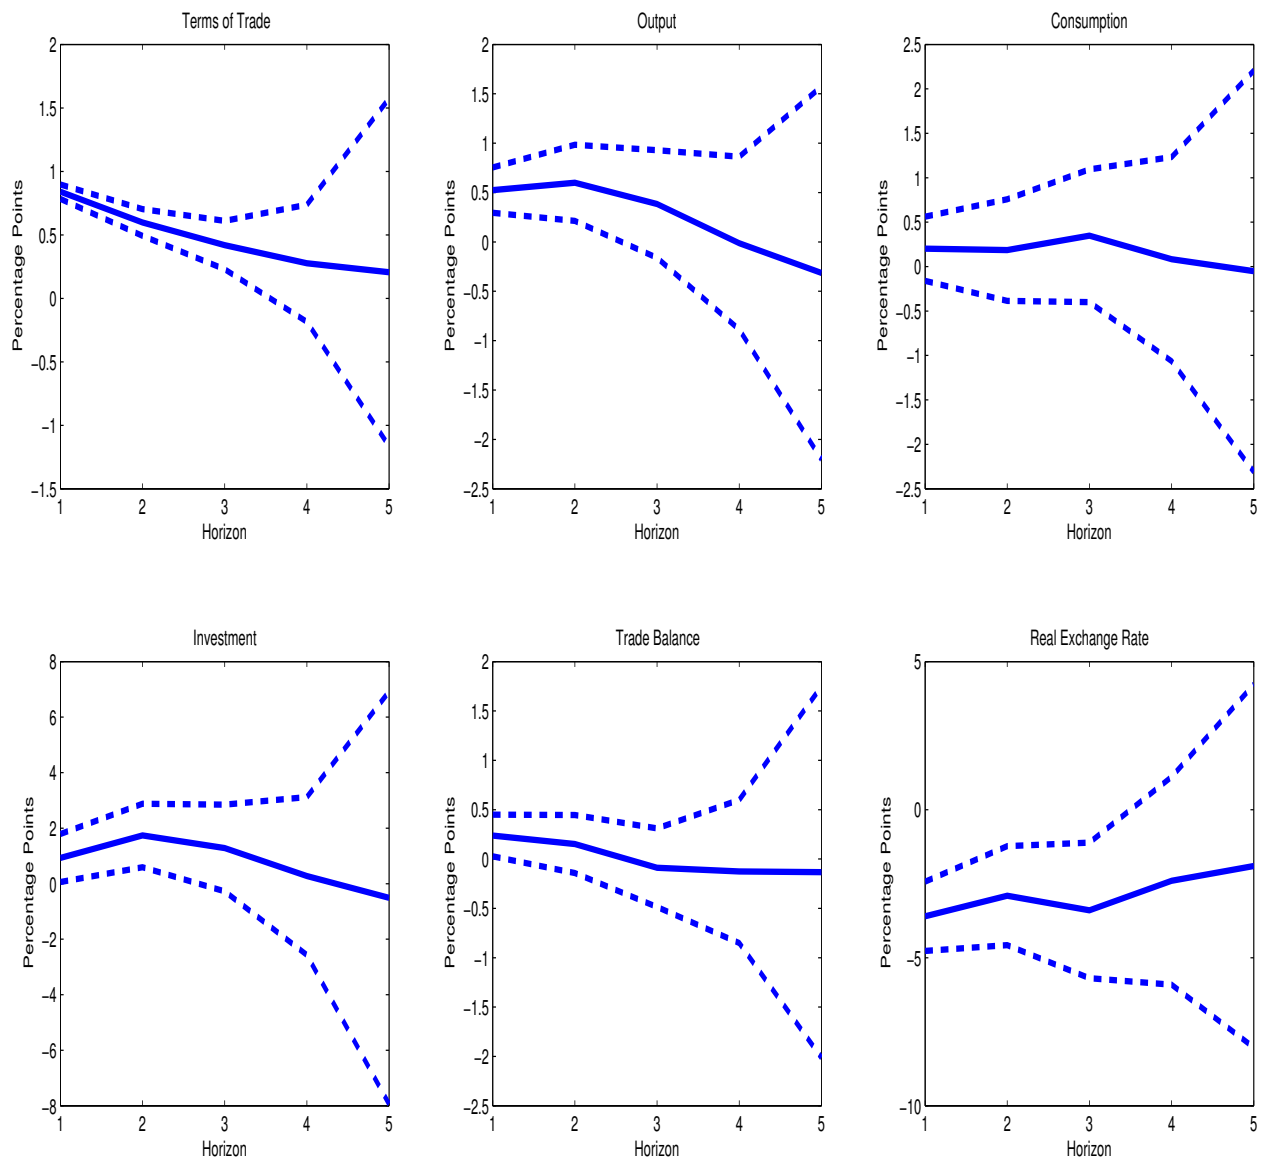 Terms of Trade
Percentage Points
2
1.5
1
0.5
0
−0.5
−1
−1.5
1 2 3 4 5
Horizon
Output
Percentage Points
2
1.5
1
0.5
0
−0.5
−1
−1.5
−2
−2.5
1 2 3 4 5
Horizon
Consumption
Percentage Points
2.5
2
1.5
1
0.5
0
−0.5
−1
−1.5
−2
−2.5
1 2 3 4 5
Horizon
Investment
Percentage Points
8
6
4
2
0
−2
−4
−6
−8
1 2 3 4 5
Horizon
Trade Balance
Percentage Points
2
1.5
1
0.5
0
−0.5
−1
−1.5
−2
−2.5
1 2 3 4 5
Horizon
Real Exchange Rate
Percentage Points
5
0
−5
−10
1 2 3 4 5
Horizon